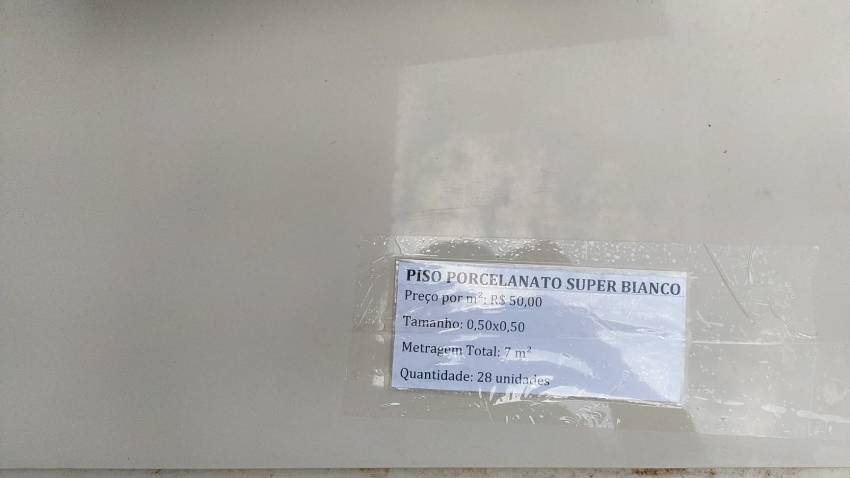 PiSO PORCELANATO SUPER BIANCO
Preço por m²: R$ 50,00
Tamanho: 0,50x0,50
Metragem Total: 7 m²
Quantidade: 28 unidades